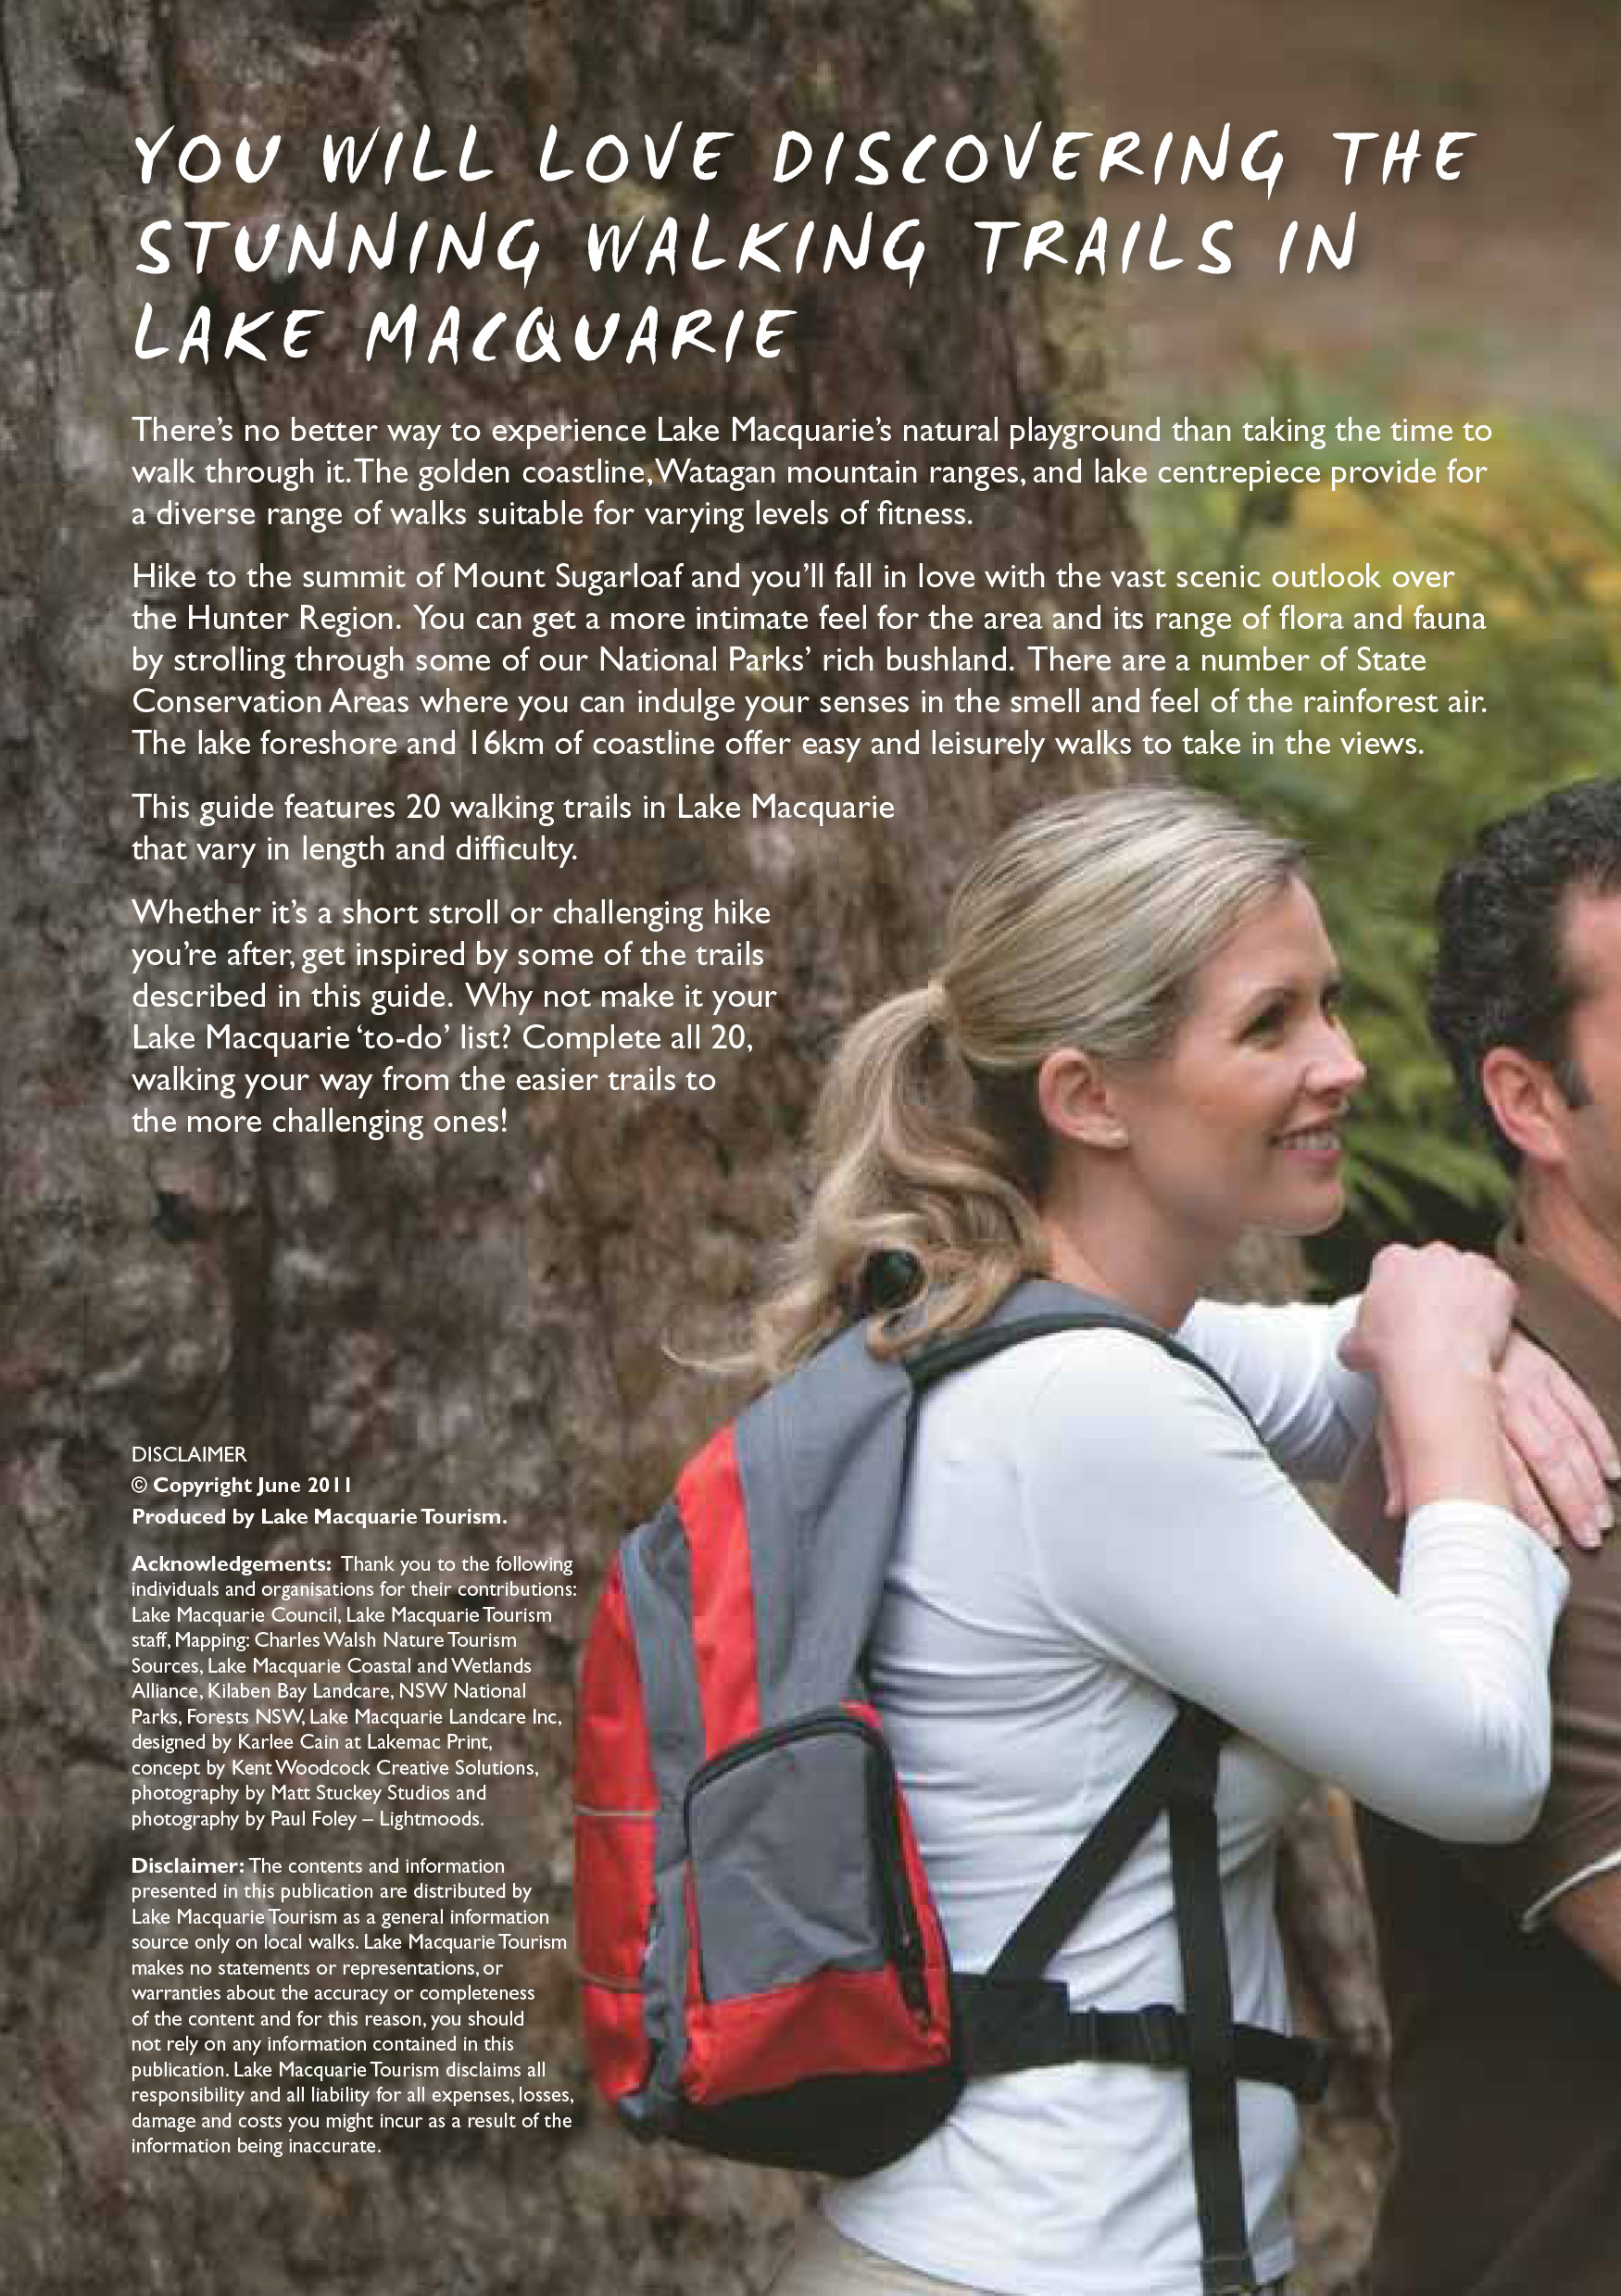 YOU WILL LOVE DISCOVERING THE
STUNNING WALKING TRAILS IN
LAKE MACQUARIE
There’s no better way to experience Lake Macquarie’s natural playground than taking the time to
walk through it. The golden coastline, Watagan mountain ranges, and lake centrepiece provide for
a diverse range of walks suitable for varying levels of fitness.
Hike to the summit of Mount Sugarloaf and you’ll fall in love with the vast scenic outlook over
the Hunter Region. You can get a more intimate feel for the area and its range of flora and fauna
by strolling through some of our National Parks’ rich bushland. There are a number of State
Conservation Areas where you can indulge your senses in the smell and feel of the rainforest air.
The lake foreshore and 16km of coastline offer easy and leisurely walks to take in the views.
This guide features 20 walking trails in Lake Macquarie
that vary in length and difficulty.
Whether it’s a short stroll or challenging hike
you’re after, get inspired by some of the trails
described in this guide. Why not make it your
Lake Macquarie ‘to-do’ list? Complete all 20,
walking your way from the easier trails to
the more challenging ones!
DISCLAIMER
© Copyright June 2011
Produced by Lake Macquarie Tourism.
Acknowledgements: Thank you to the following
individuals and organisations for their contributions:
Lake Macquarie Council, Lake Macquarie Tourism
staff, Mapping: Charles Walsh Nature Tourism
Sources, Lake Macquarie Coastal and Wetlands
Alliance, Kilaben Bay Landcare, NSW National
Parks, Forests NSW, Lake Macquarie Landcare Inc,
designed by Karlee Cain at Lakemac Print,
concept by Kent Woodcock Creative Solutions,
photography by Matt Stuckey Studios and
photography by Paul Foley – Lightmoods.
Disclaimer: The contents and information
presented in this publication are distributed by
Lake Macquarie Tourism as a general information
source only on local walks. Lake Macquarie Tourism
makes no statements or representations, or
warranties about the accuracy or completeness
of the content and for this reason, you should
not rely on any information contained in this
publication. Lake Macquarie Tourism disclaims all
responsibility and all liability for all expenses, losses,
damage and costs you might incur as a result of the
information being inaccurate.